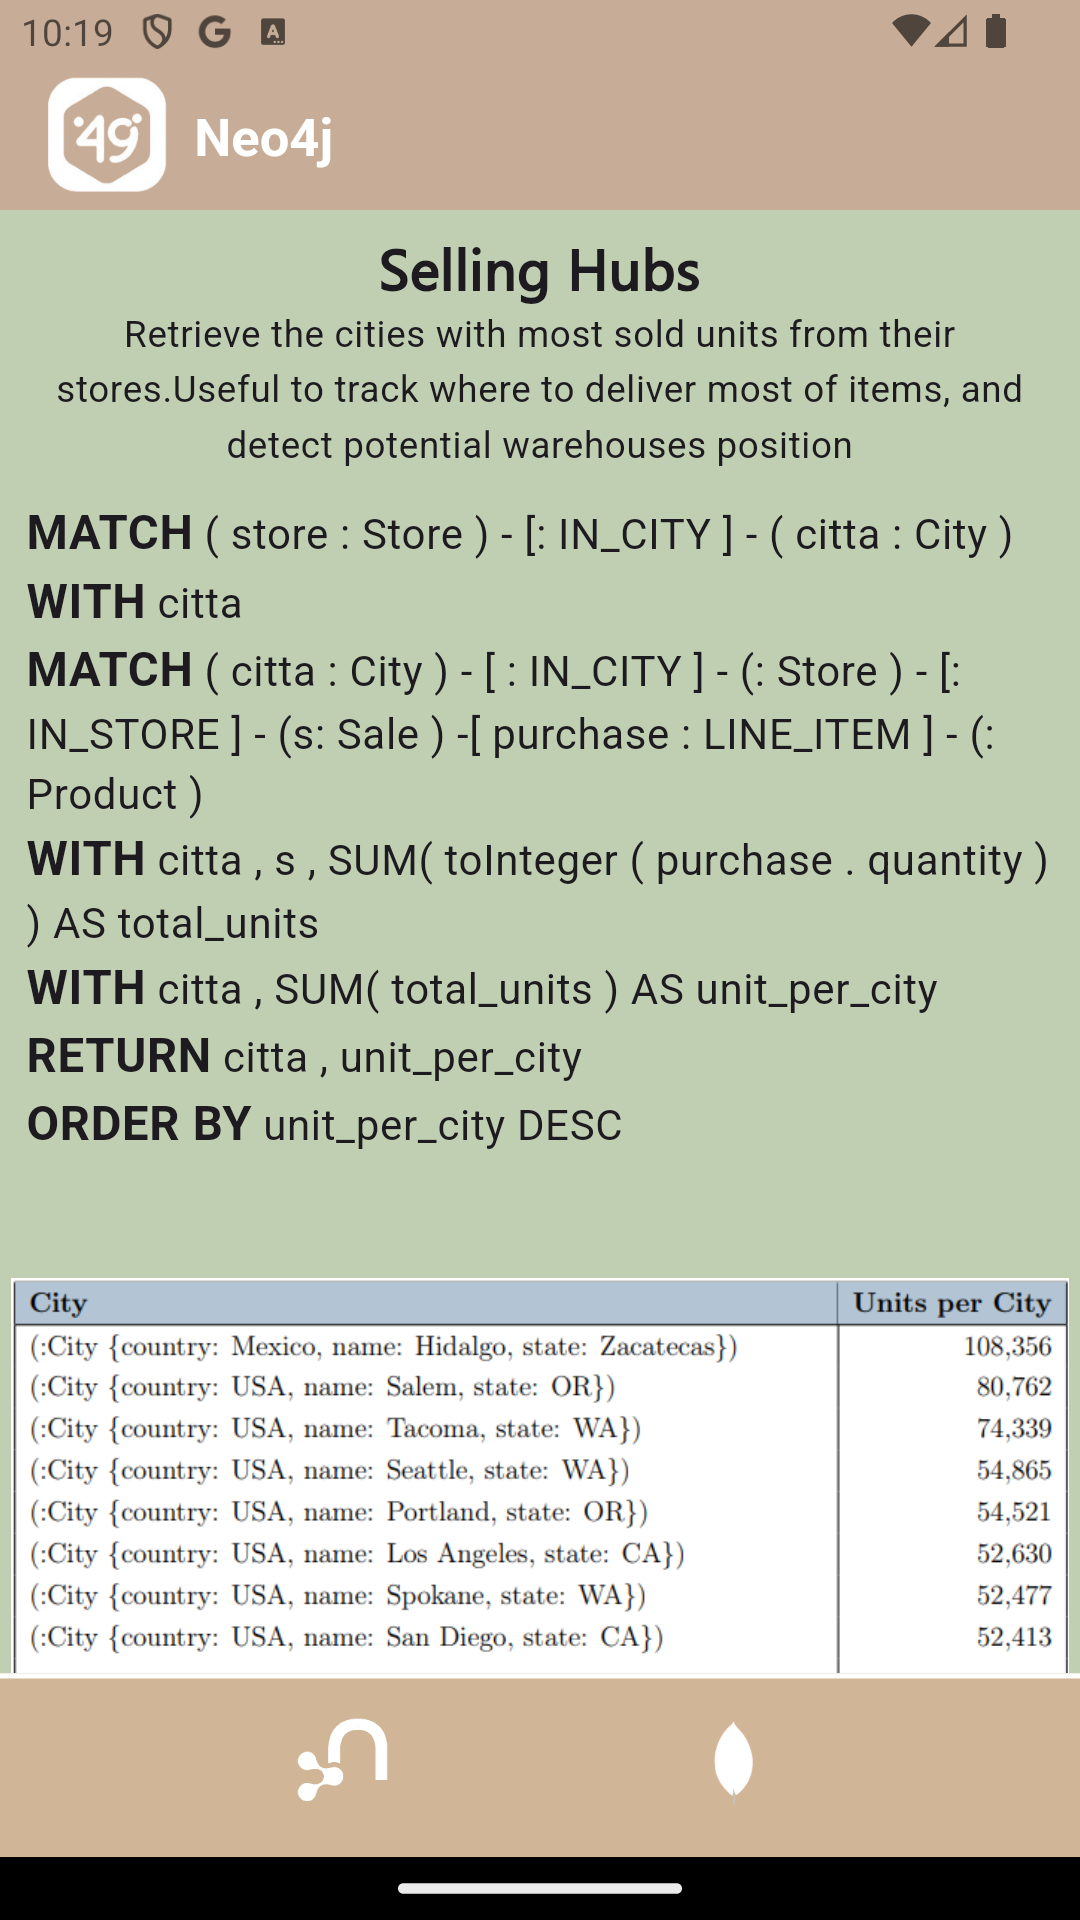 10:19
49 Neo4j
Selling Hubs
Retrieve the cities with most sold units from their
stores.Useful to track where to deliver most of items, and
detect potential warehouses position
MATCH ( store : Store ) - [: IN_CITY ] - ( citta : City )
WITH citta
MATCH ( citta : City ) - [ : IN_CITY ] - (: Store ) - [:
IN_STORE ] - (s: Sale ) -[ purchase : LINE_ITEM ] - (:
Product )
WITH citta , s , SUM( toInteger ( purchase . quantity )
) AS total_units
WITH citta , SUM( total_units ) AS unit_per_city
RETURN citta , unit_per_city
ORDER BY unit_per_city DESC
City Units per City
(:City {country: Mexico, name: Hidalgo, state: Zacatecas}) 108,356
(:City {country: USA, name: Salem, state: OR}) 80,762
(:City {country: USA, name: Tacoma, state: WA}) 74,339
(:City {country: USA, name: Seattle, state: WA}) 54,865
(:City {country: USA, name: Portland, state: OR}) 54,521
(:City {country: USA, name: Los Angeles, state: CA}) 52,630
(:City {country: USA, name: Spokane, state: WA}) 52,477
(:City {country: USA, name: San Diego, state: CA}) 52,413